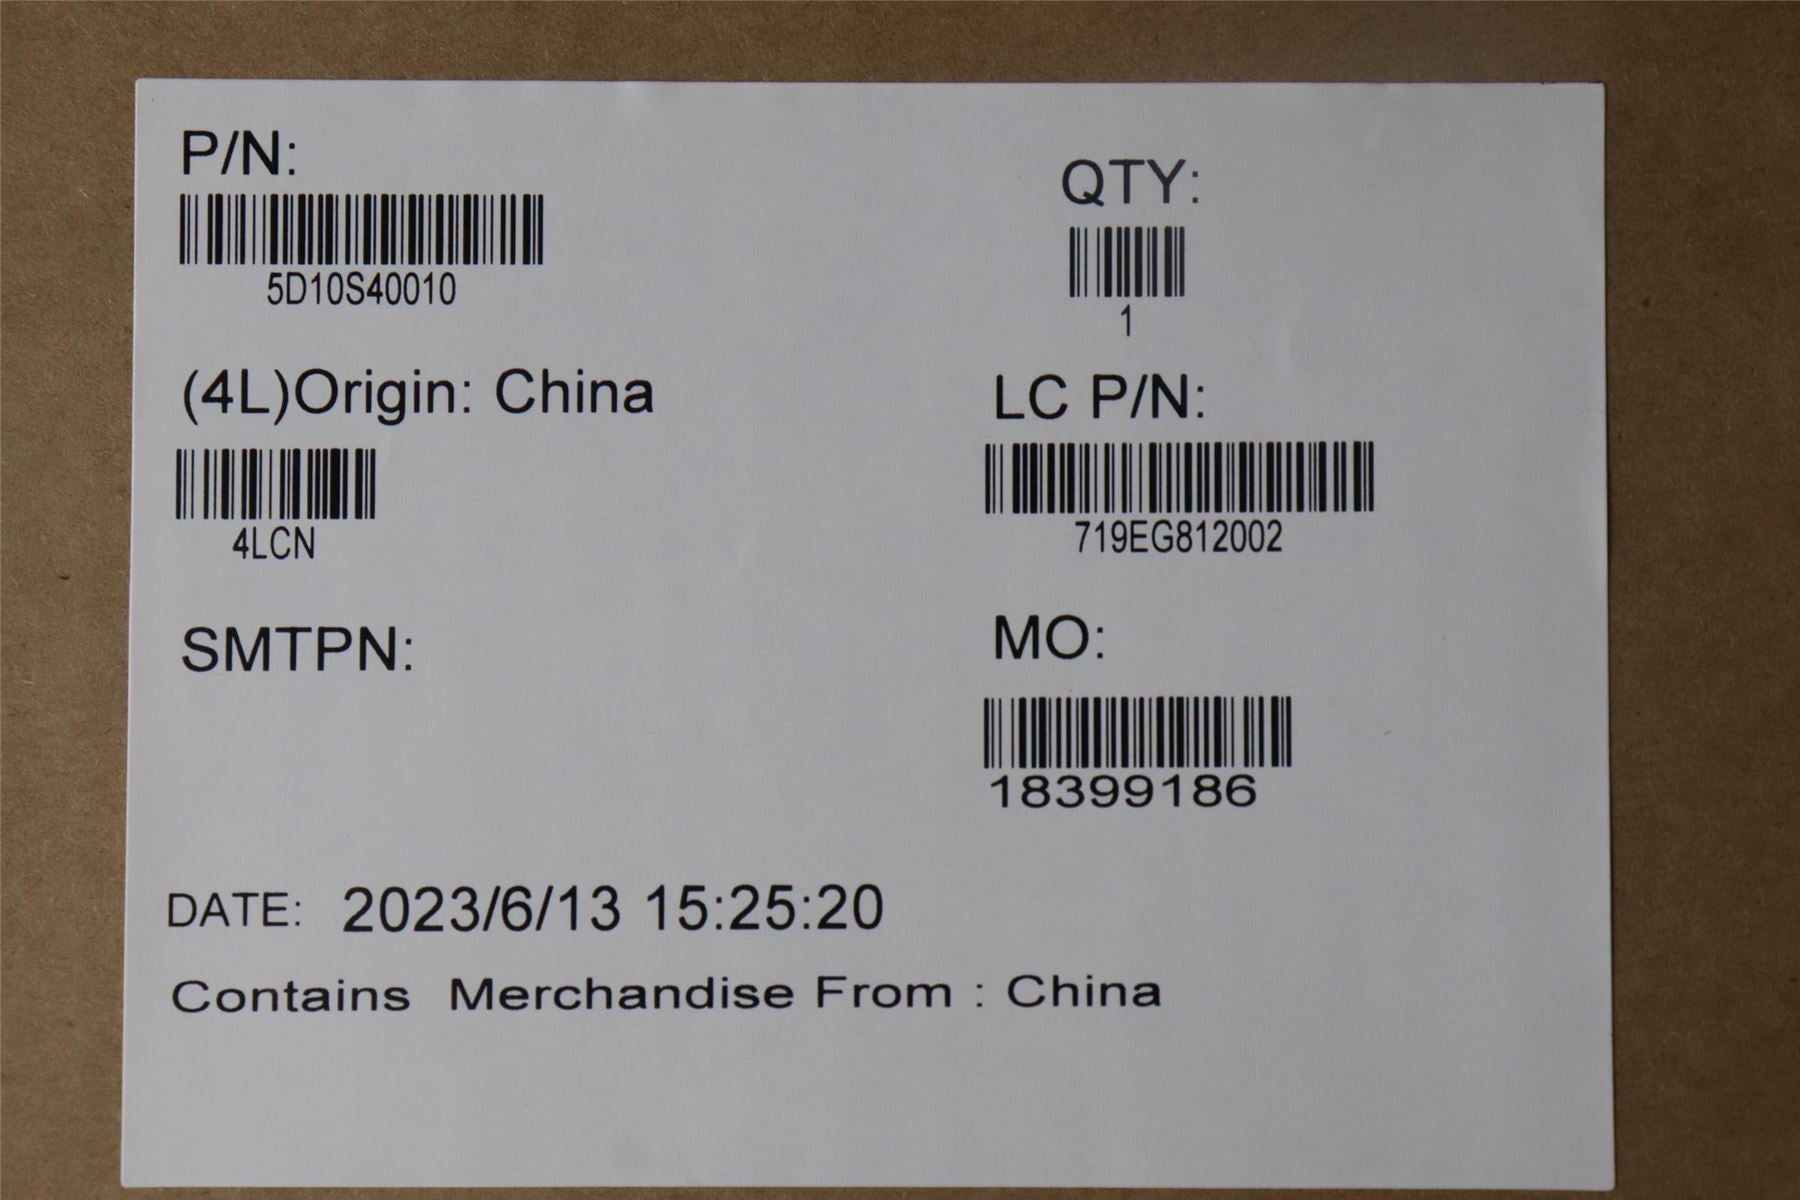 P/N:
5D10S40010
QTY:
1
(4L)Origin: China
4LCN
LC P/N:
719EG812002
SMTPN:
MO:
18399186
DATE: 2023/6/13 15:25:20
Contains Merchandise From : China